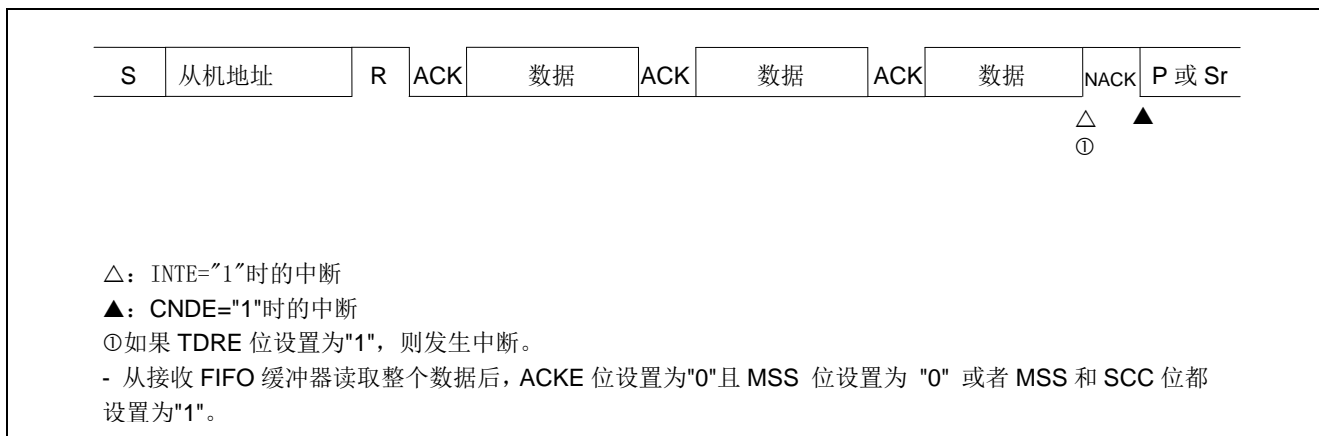 S 从机地址 R ACK 数据 ACK 数据 ACK 数据 NACK P 或 Sr
△ ▲
①
△：INTE="1"时的中断
▲：CNDE="1"时的中断
①如果 TDRE 位设置为"1"，则发生中断。
- 从接收 FIFO 缓冲器读取整个数据后，ACKE 位设置为"0"且 MSS 位设置为 "0" 或者 MSS 和 SCC 位都
设置为"1"。